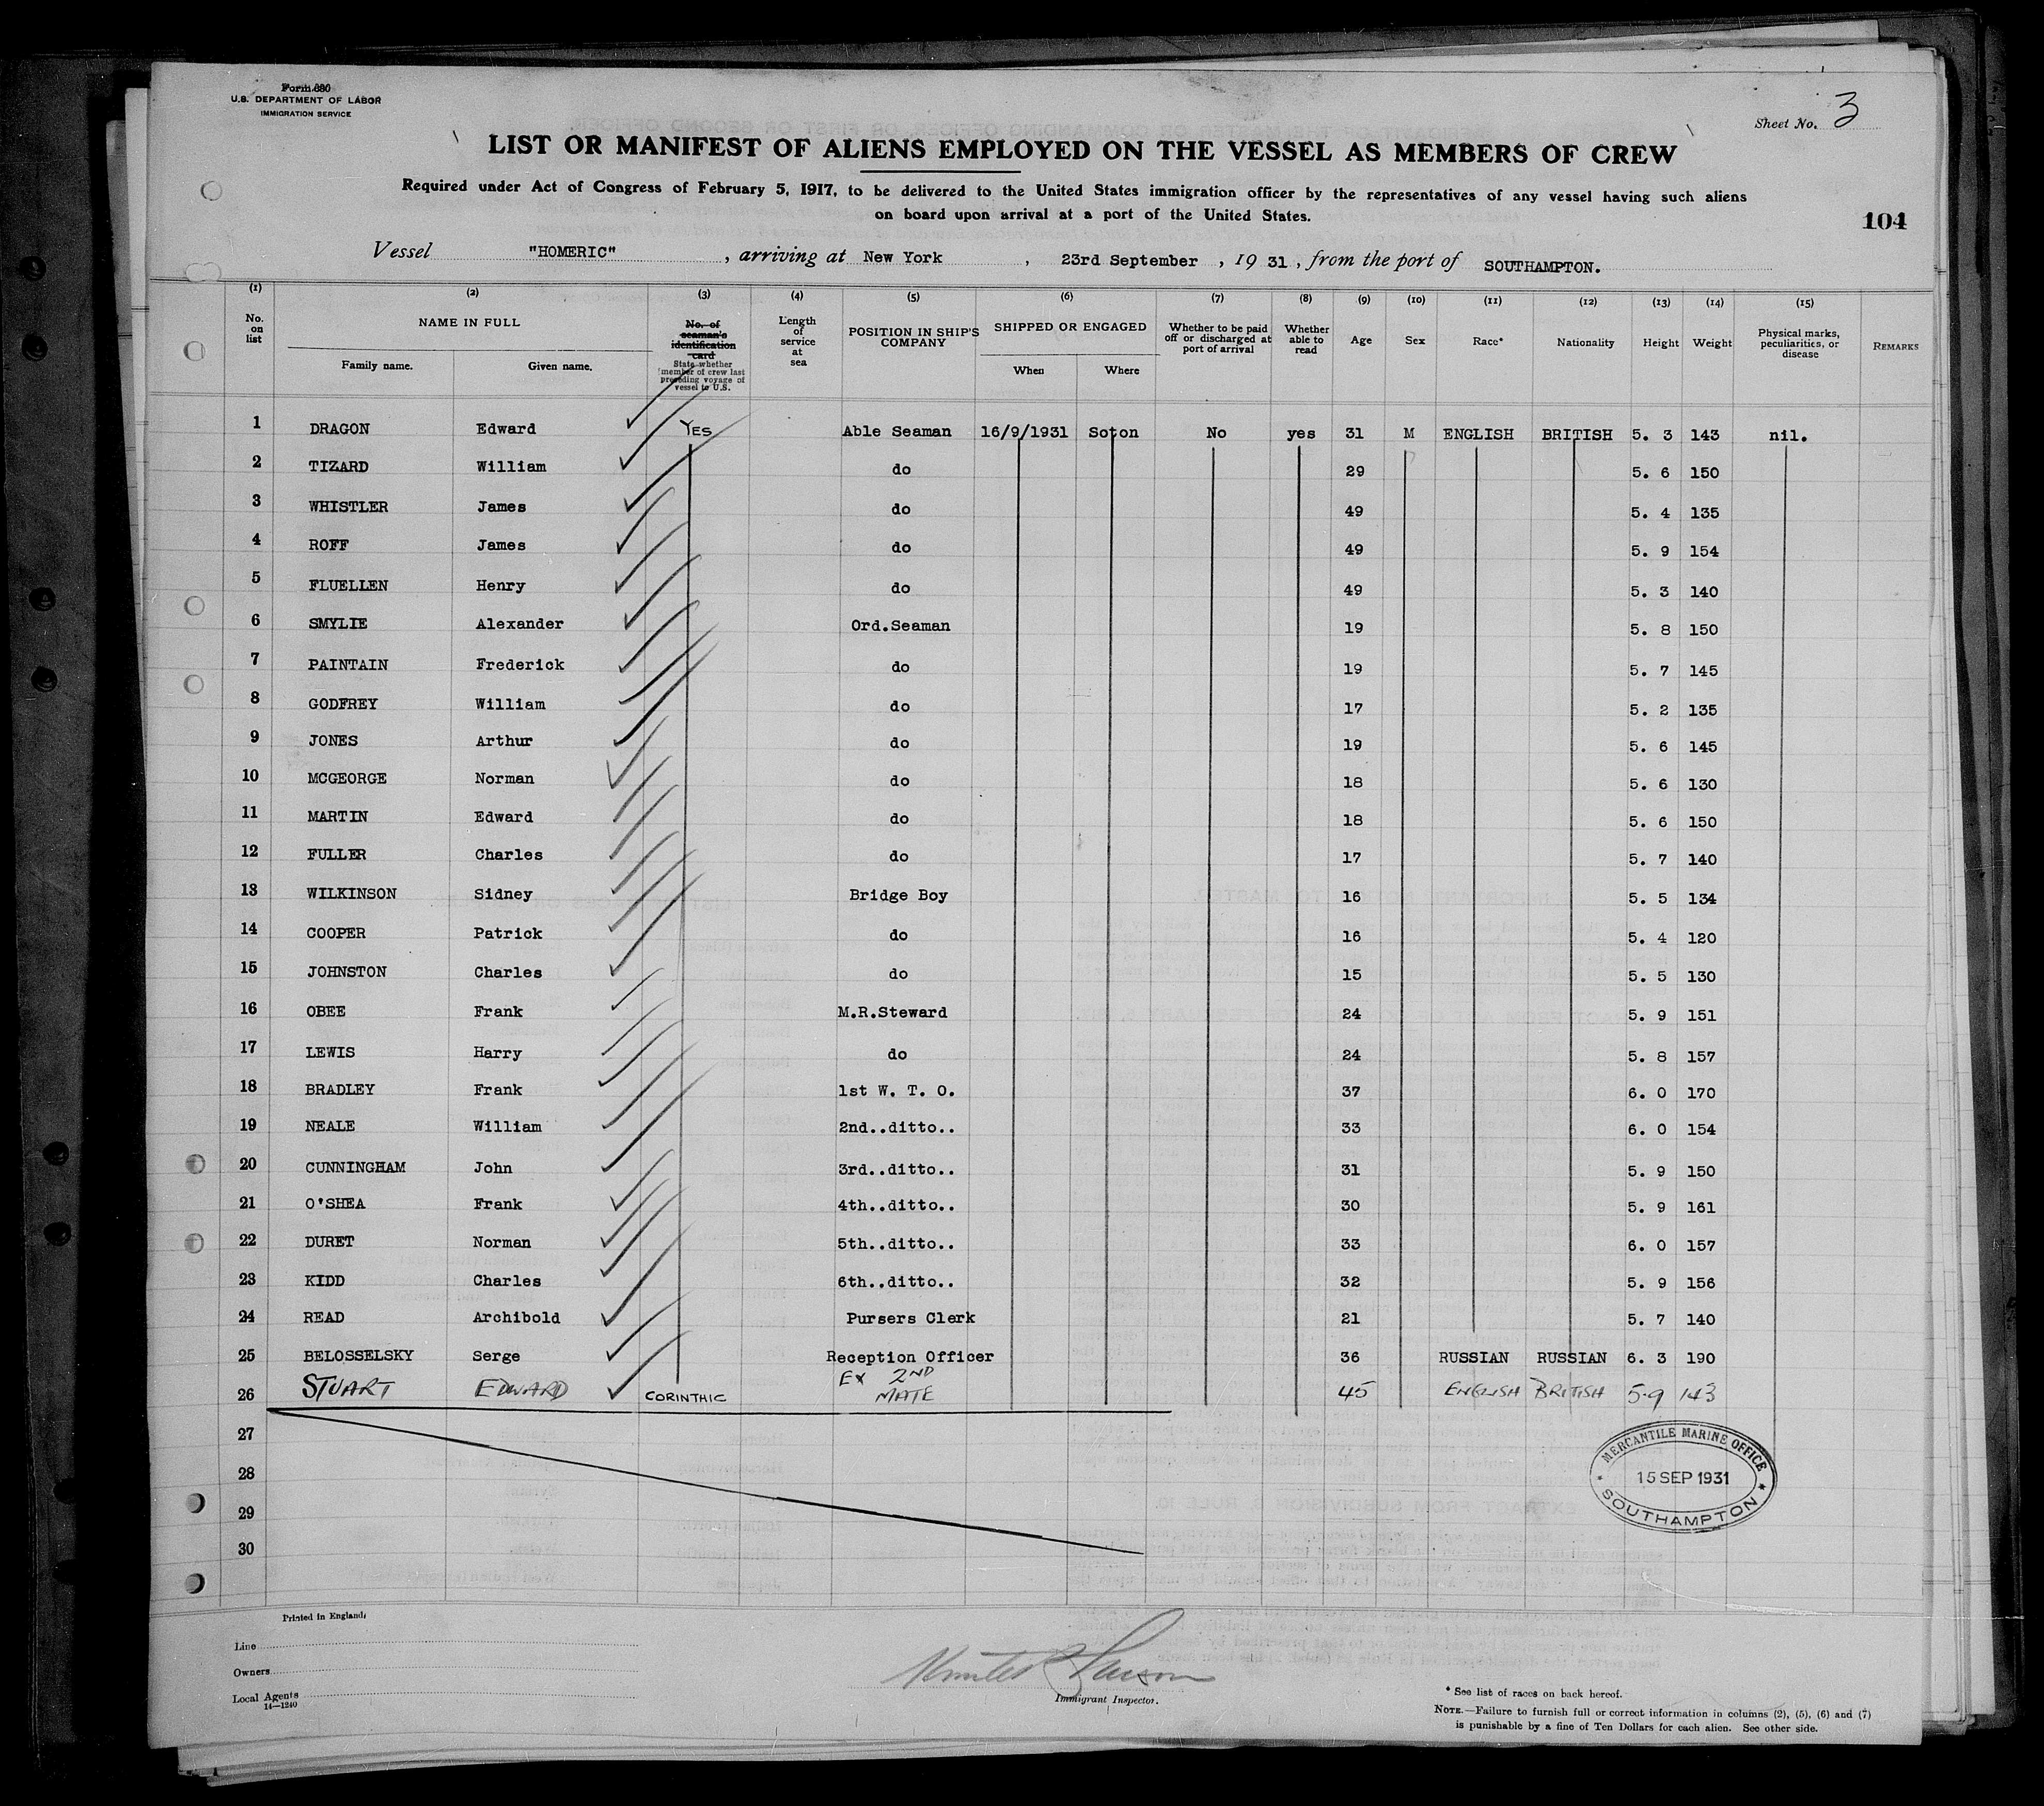 Form 680
U.S. DEPARTMENT OF LABOR
IMMIGRATION SERVICE
Sheet No. 3
LIST OR MANIFEST OF ALIENS EMPLOYED ON THE VESSEL AS MEMBERS OF CREW
Required under Act of Congress of February 5, 1917, to be delivered to the United States immigration officer by the representatives of any vessel having such aliens
on board upon arrival at a port of the United States.
104
Vessel "HOMERIC", arriving at New York, 23rd September, 19 31, from the port of SOUTHAMPTON.
(1) (2) (3) (4) (5) (6) (7) (8) (9) (10) (11) (12) (13) (14) (15)
No. on list NAME IN FULL Family name. Given name. No. of seaman's identification card State whether member of crew last preceding voyage of vessel to U.S. Length of service at sea POSITION IN SHIP'S COMPANY SHIPPED OR ENGAGED When Where Whether to be paid off or discharged at port of arrival Whether able to read Age Sex Race* Nationality Height Weight Physical marks, peculiarities, or disease REMARKS
1 DRAGON Edward YES Able Seaman 16/9/1931 Soton No yes 31 M ENGLISH BRITISH 5. 3 143 nil.
2 TIZARD William do 29 5. 6 150
3 WHISTLER James do 49 5. 4 135
4 ROFF James do 49 5. 9 154
5 FLUELLEN Henry do 49 5. 3 140
6 SMYLIE Alexander Ord.Seaman 19 5. 8 150
7 PAINTAIN Frederick do 19 5. 7 145
8 GODFREY William do 17 5. 2 135
9 JONES Arthur do 19 5. 6 145
10 MCGEORGE Norman do 18 5. 6 130
11 MARTIN Edward do 18 5. 6 150
12 FULLER Charles do 17 5. 7 140
13 WILKINSON Sidney Bridge Boy 16 5. 5 134
14 COOPER Patrick do 16 5. 4 120
15 JOHNSTON Charles do 15 5. 5 130
16 OBEE Frank M.R.Steward 24 5. 9 151
17 LEWIS Harry do 24 5. 8 157
18 BRADLEY Frank 1st W. T. O. 37 6. 0 170
19 NEALE William 2nd..ditto.. 33 6. 0 154
20 CUNNINGHAM John 3rd..ditto.. 31 5. 9 150
21 O'SHEA Frank 4th..ditto.. 30 5. 9 161
22 DURET Norman 5th..ditto.. 33 6. 0 157
23 KIDD Charles 6th..ditto.. 32 5. 9 156
24 READ Archibold Pursers Clerk 21 5. 7 140
25 BELOSSELSKY Serge Reception Officer 36 RUSSIAN RUSSIAN 6. 3 190
26 STUART EDWARD CORINTHIC Ex 2ND MATE 45 ENGLISH BRITISH 5.9 143
27
28
29
30
MERCANTILE MARINE OFFICE
15 SEP 1931
SOUTHAMPTON
Printed in England.
Line
Owners
Local Agents
14—1240
Immigrant Inspector.
* See list of races on back hereof.
NOTE.—Failure to furnish full or correct information in columns (2), (5), (6) and (7)
is punishable by a fine of Ten Dollars for each alien. See other side.